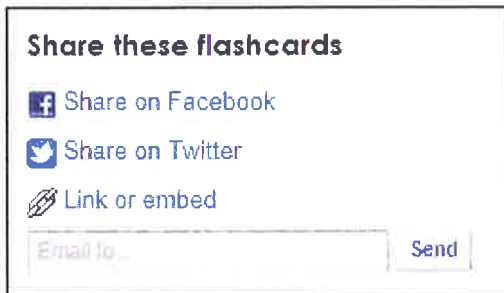 Share these flashcards
Share on Facebook
Share on Twitter
Link or embed
Email to...
Send